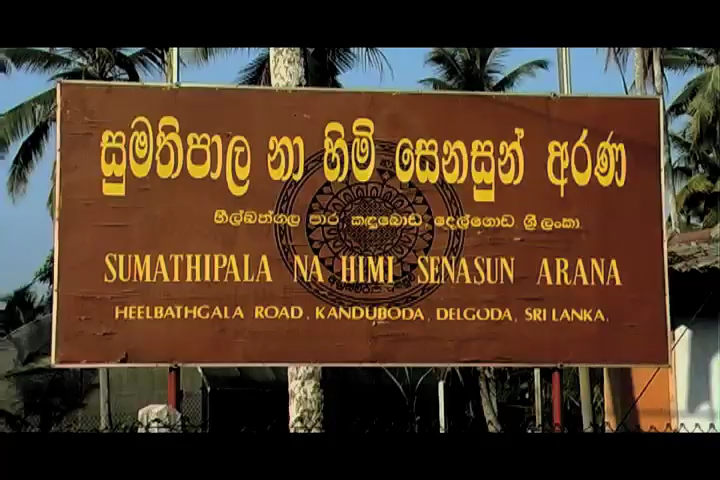 සුමතිපාල නා හිමි සෙනසුන් අරණ
හීල්බත්ගල පාර, කඳුබොඩ, දෙල්ගොඩ ශ්‍රී ලංකා.
SUMATHIPALA NA HIMI SENASUN ARANA
HEELBATHGALA ROAD, KANDUBODA, DELGODA, SRI LANKA.